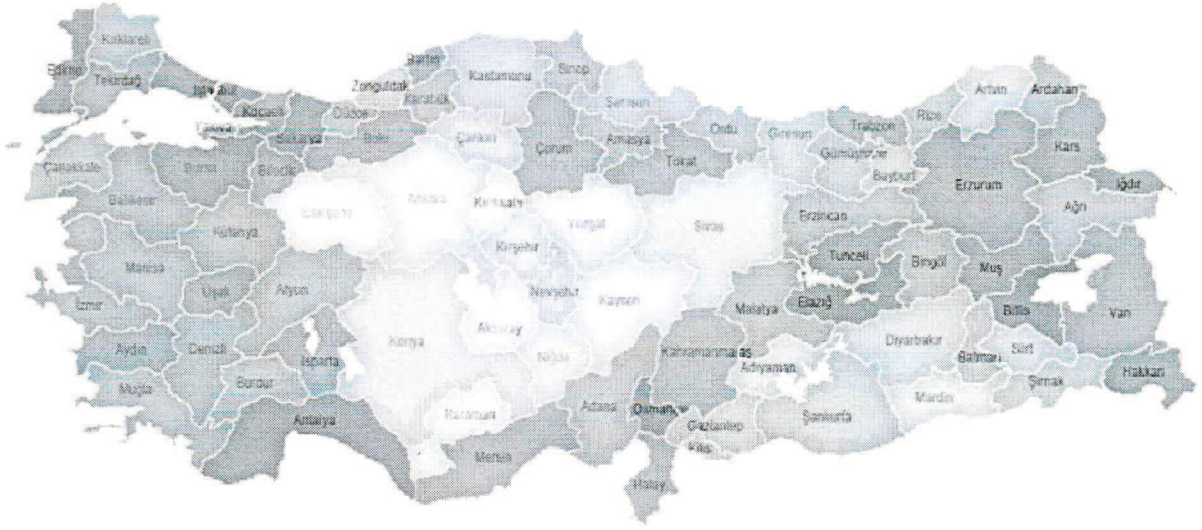 Kırklareli
Edirne
Tekirdağ
İstanbul
Kocaeli
Sakarya
Düzce
Zonguldak
Bartın
Karabük
Kastamonu
Sinop
Samsun
Bolu
Çankırı
Çorum
Amasya
Tokat
Ordu
Giresun
Trabzon
Gümüşhane
Bayburt
Rize
Artvin
Ardahan
Kars
Erzurum
Iğdır
Ağrı
Çanakkale
Balıkesir
Bursa
Bilecik
Kütahya
Eskişehir
Ankara
Kırıkkale
Yozgat
Sivas
Erzincan
Tunceli
Bingöl
Muş
Manisa
İzmir
Uşak
Afyon
Kırşehir
Nevşehir
Kayseri
Malatya
Elazığ
Bitlis
Van
Aydın
Denizli
Isparta
Konya
Aksaray
Niğde
Kahramanmaraş
Adıyaman
Diyarbakır
Batman
Siirt
Şırnak
Hakkari
Muğla
Burdur
Antalya
Karaman
Mersin
Adana
Osmaniye
Gaziantep
Kilis
Şanlıurfa
Mardin
Hatay